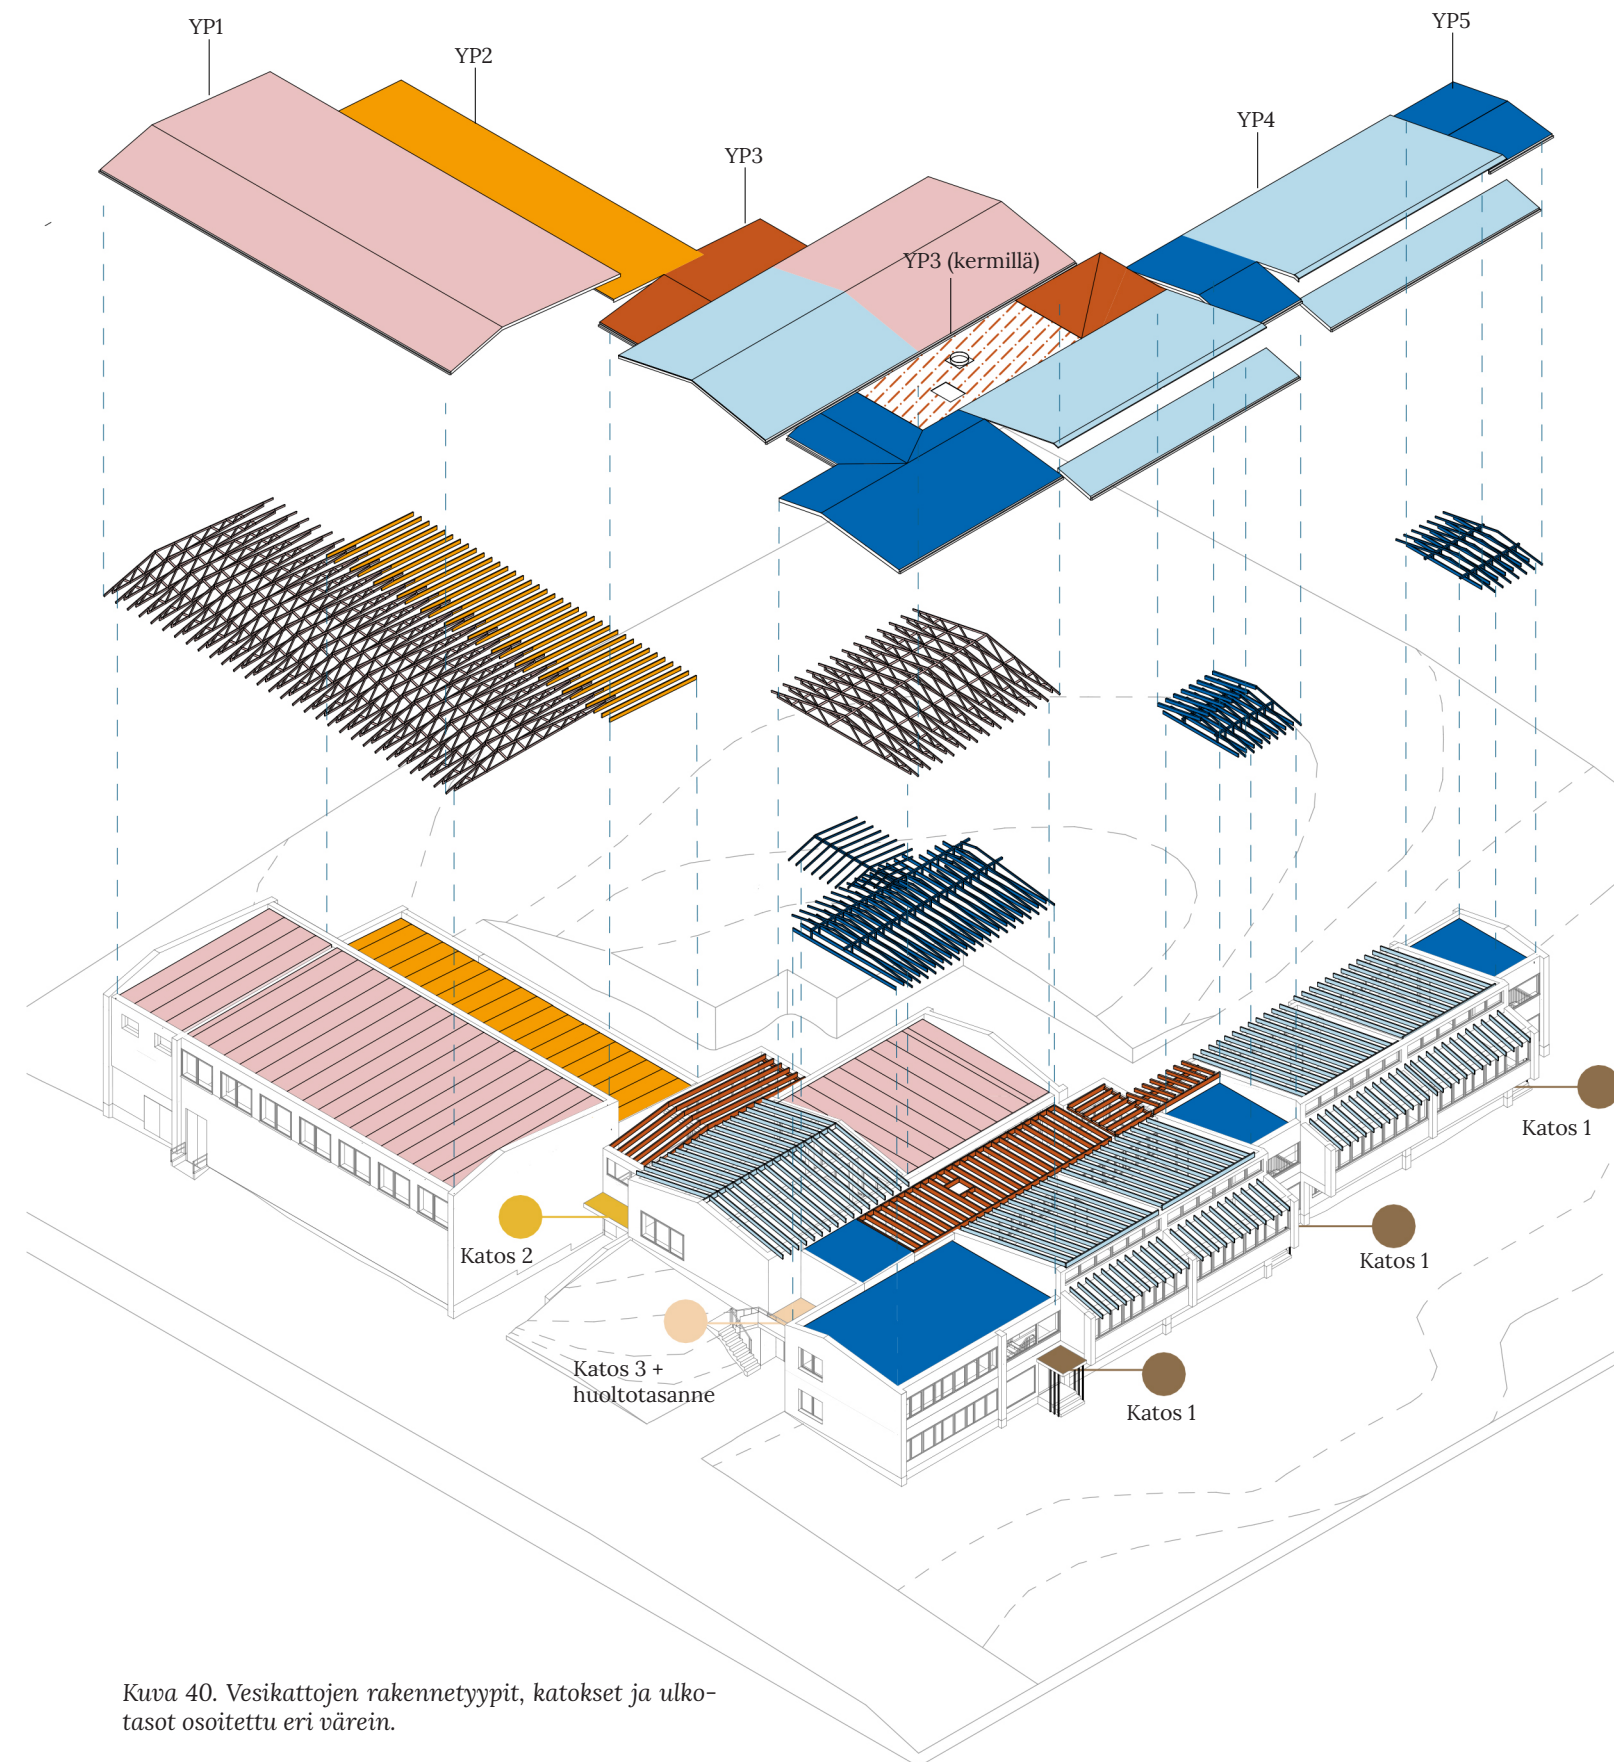 YP1
YP2
YP3
YP3 (kermillä)
YP4
YP5
Katos 1
Katos 1
Katos 2
Katos 3 +
huoltotasanne
Katos 1
Kuva 40. Vesikattojen rakennetyypit, katokset ja ulko-
tasot osoitettu eri värein.